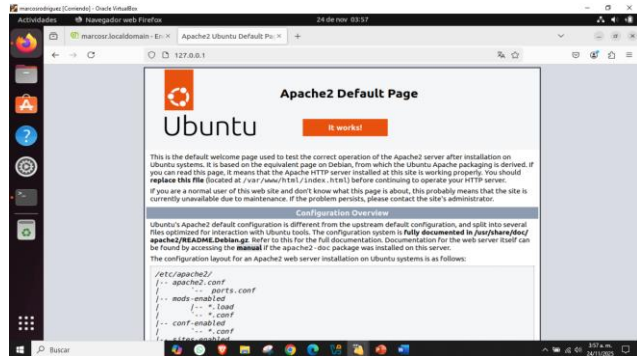 marcosrodriguez [Corriendo] - Oracle VirtualBox
Actividades Navegador web Firefox 24 de nov 03:57
marcosr.localdomain - En Apache2 Ubuntu Default Pa
127.0.0.1
Apache2 Default Page
Ubuntu
It works!
This is the default welcome page used to test the correct operation of the Apache2 server after installation on
Ubuntu systems. It is based on the equivalent page on Debian, from which the Ubuntu Apache packaging is derived. If
you can read this page, it means that the Apache HTTP server installed at this site is working properly. You should
replace this file (located at /var/www/html/index.html) before continuing to operate your HTTP server.
If you are a normal user of this web site and don't know what this page is about, this probably means that the site is
currently unavailable due to maintenance. If the problem persists, please contact the site's administrator.
Configuration Overview
Ubuntu's Apache2 default configuration is different from the upstream default configuration, and split into several
files optimized for interaction with Ubuntu tools. The configuration system is fully documented in /usr/share/doc/
apache2/README.Debian.gz. Refer to this for the full documentation. Documentation for the web server itself can
be found by accessing the manual if the apache2-doc package was installed on this server.
The configuration layout for an Apache2 web server installation on Ubuntu systems is as follows:
/etc/apache2/
|-- apache2.conf
| `-- ports.conf
|-- mods-enabled
| |-- *.load
| `-- *.conf
|-- conf-enabled
| `-- *.conf
|-- sites-enabled
Buscar
3:57 a. m.
24/11/2025